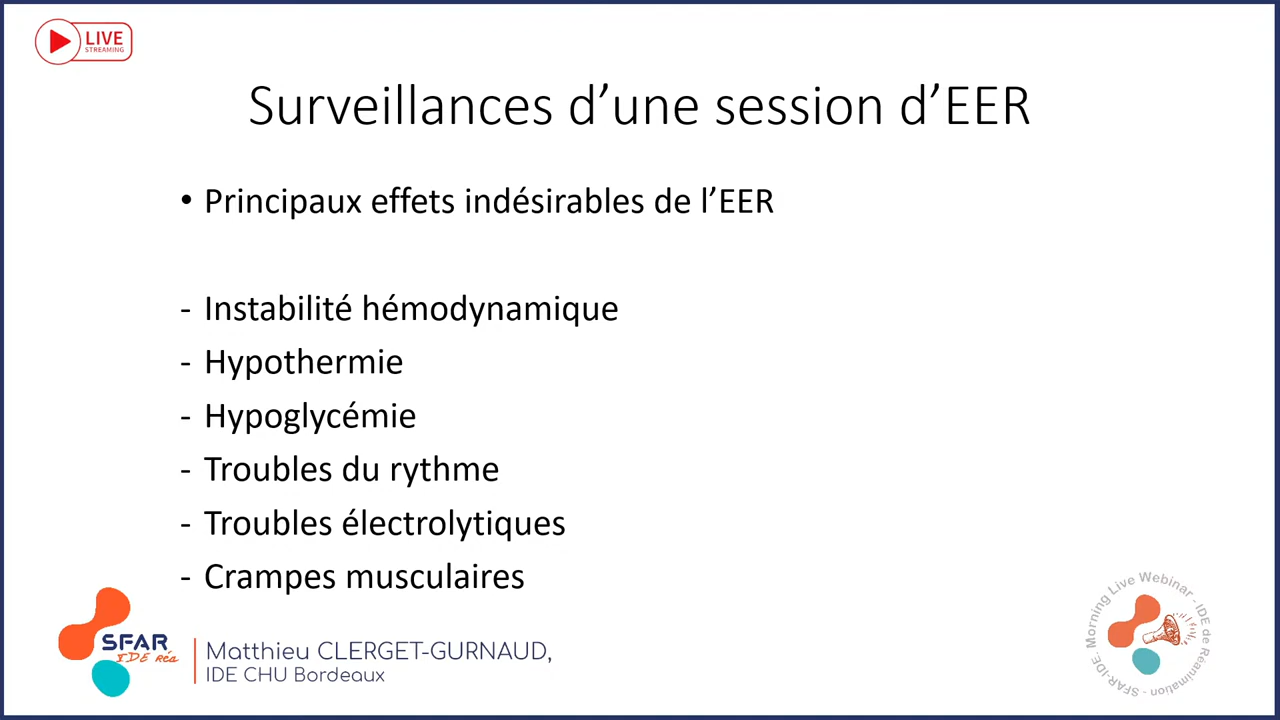 LIVE
STREAMING
Surveillances d’une session d’EER
• Principaux effets indésirables de l’EER
- Instabilité hémodynamique
- Hypothermie
- Hypoglycémie
- Troubles du rythme
- Troubles électrolytiques
- Crampes musculaires
SFAR
IDE Réa
Matthieu CLERGET-GURNAUD,
IDE CHU Bordeaux
SFAR-IDE. Morning Live Webinar - IDE de Réanimation -